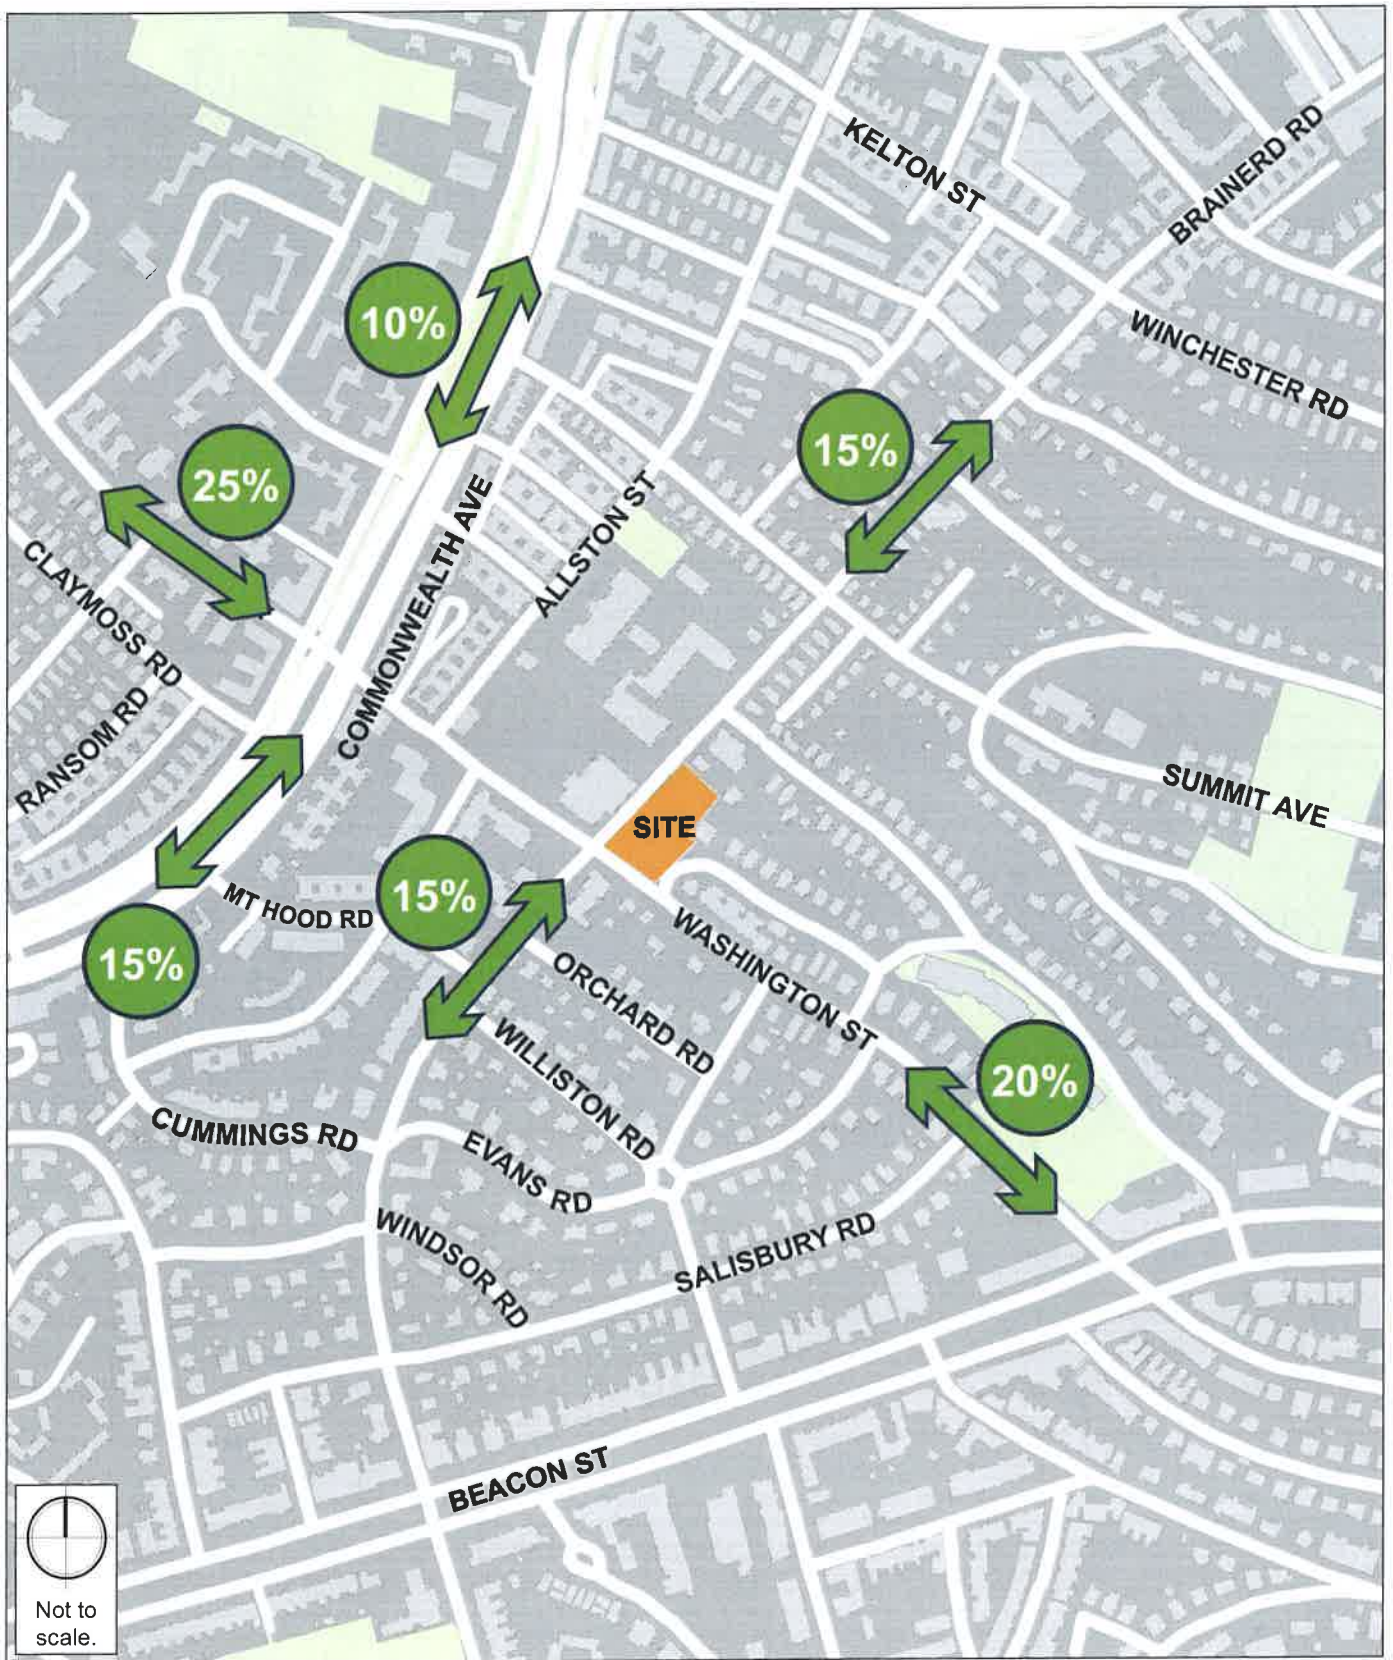 KELTON ST
BRAINERD RD
10%
WINCHESTER RD
15%
25%
COMMONWEALTH AVE
ALLSTON ST
CLAYMOSS RD
RANSOM RD
SUMMIT AVE
SITE
MT HOOD RD
15%
15%
WASHINGTON ST
ORCHARD RD
WILLISTON RD
20%
CUMMINGS RD
EVANS RD
WINDSOR RD
SALISBURY RD
BEACON ST
Not to
scale.